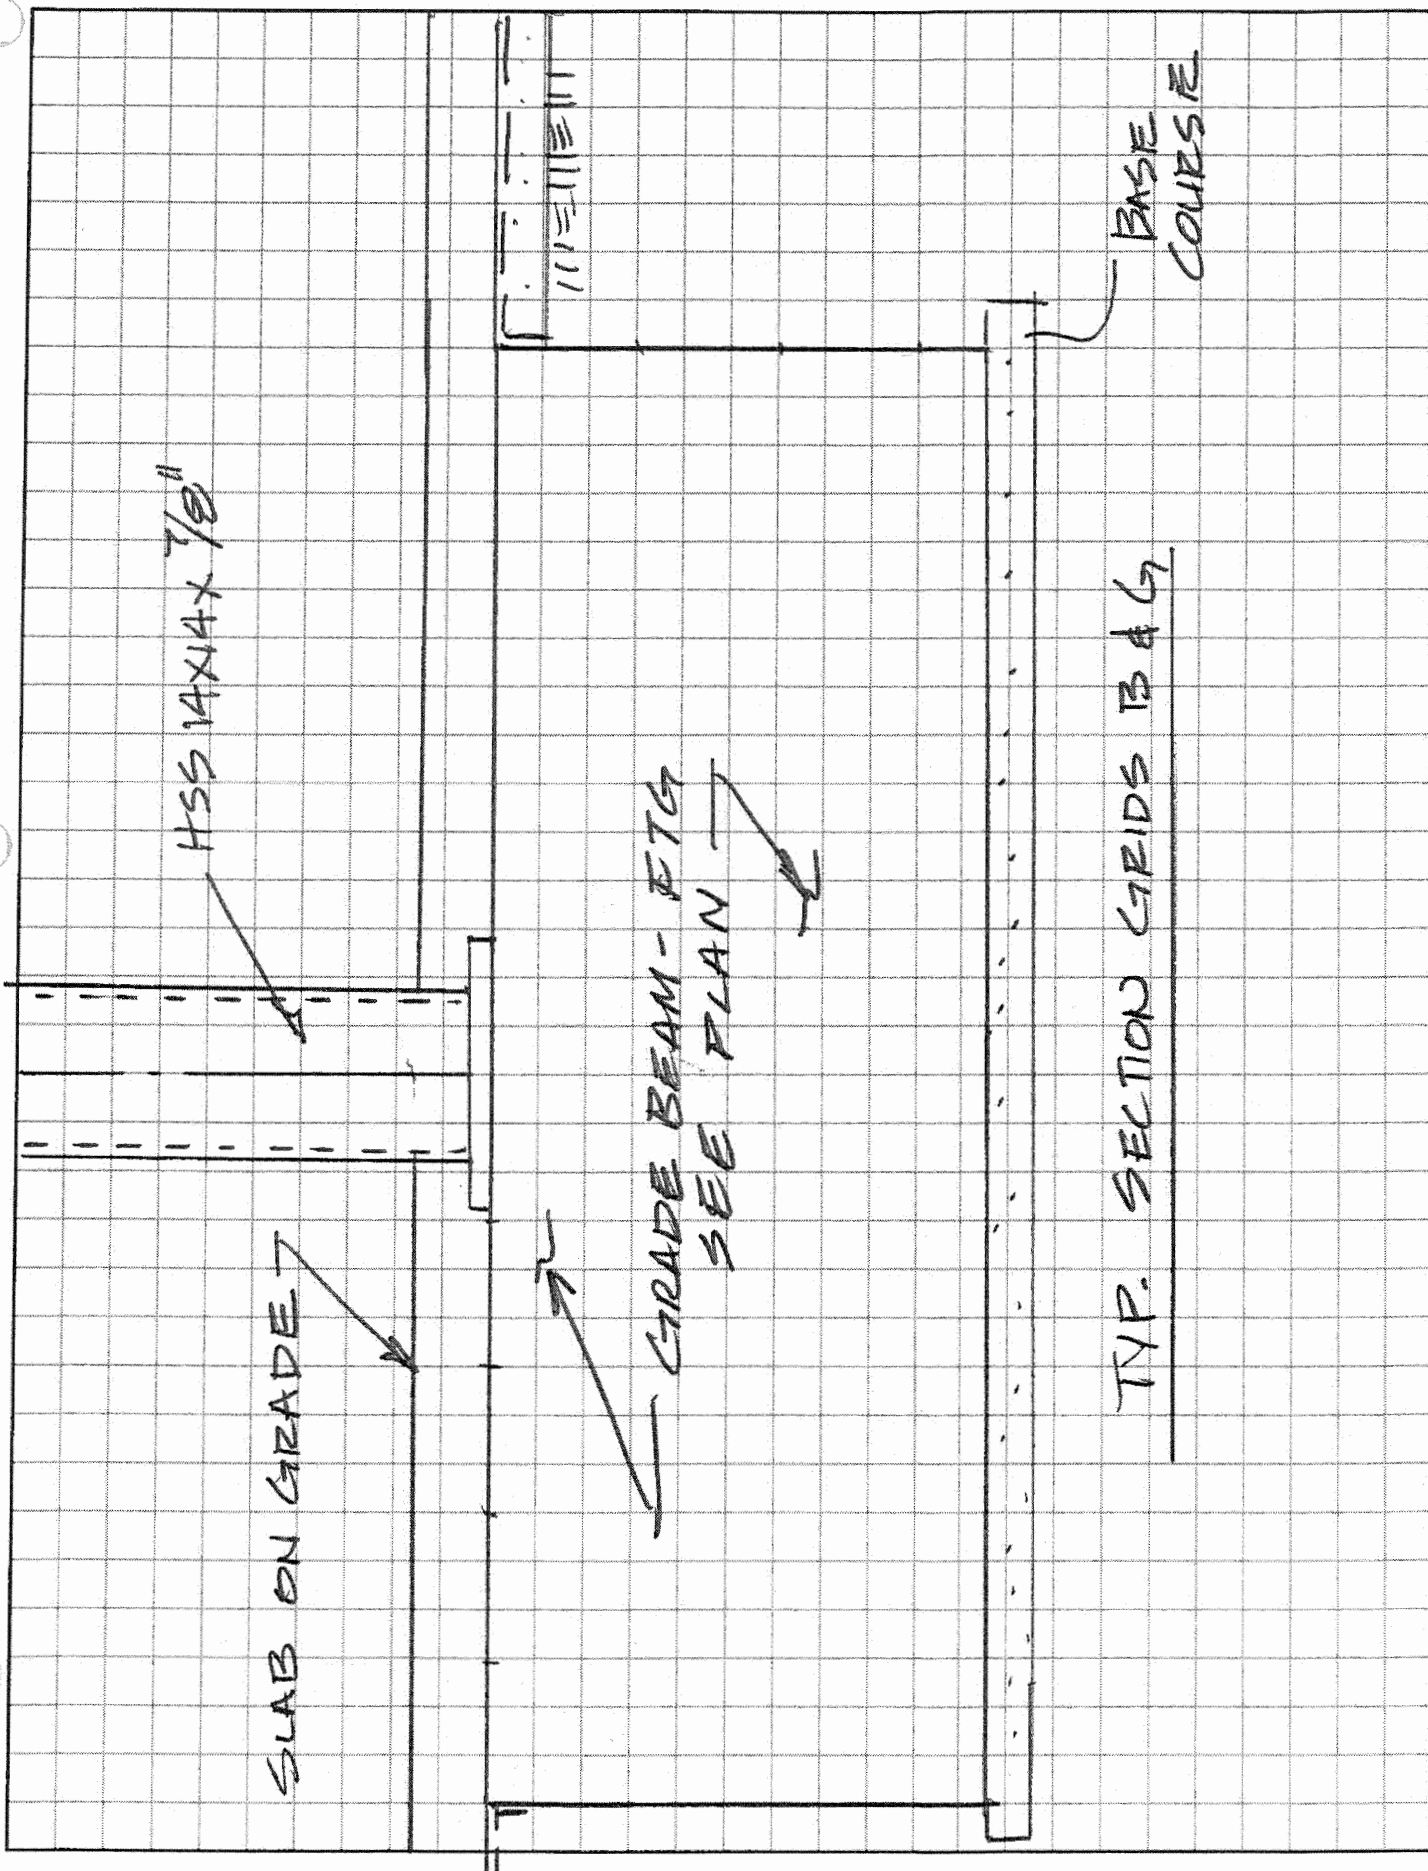 HSS 14X14X 7/8"
SLAB ON GRADE
GRADE BEAM - FTG
SEE PLAN
BASE
COURSE
TYP. SECTION GRIDS B & G